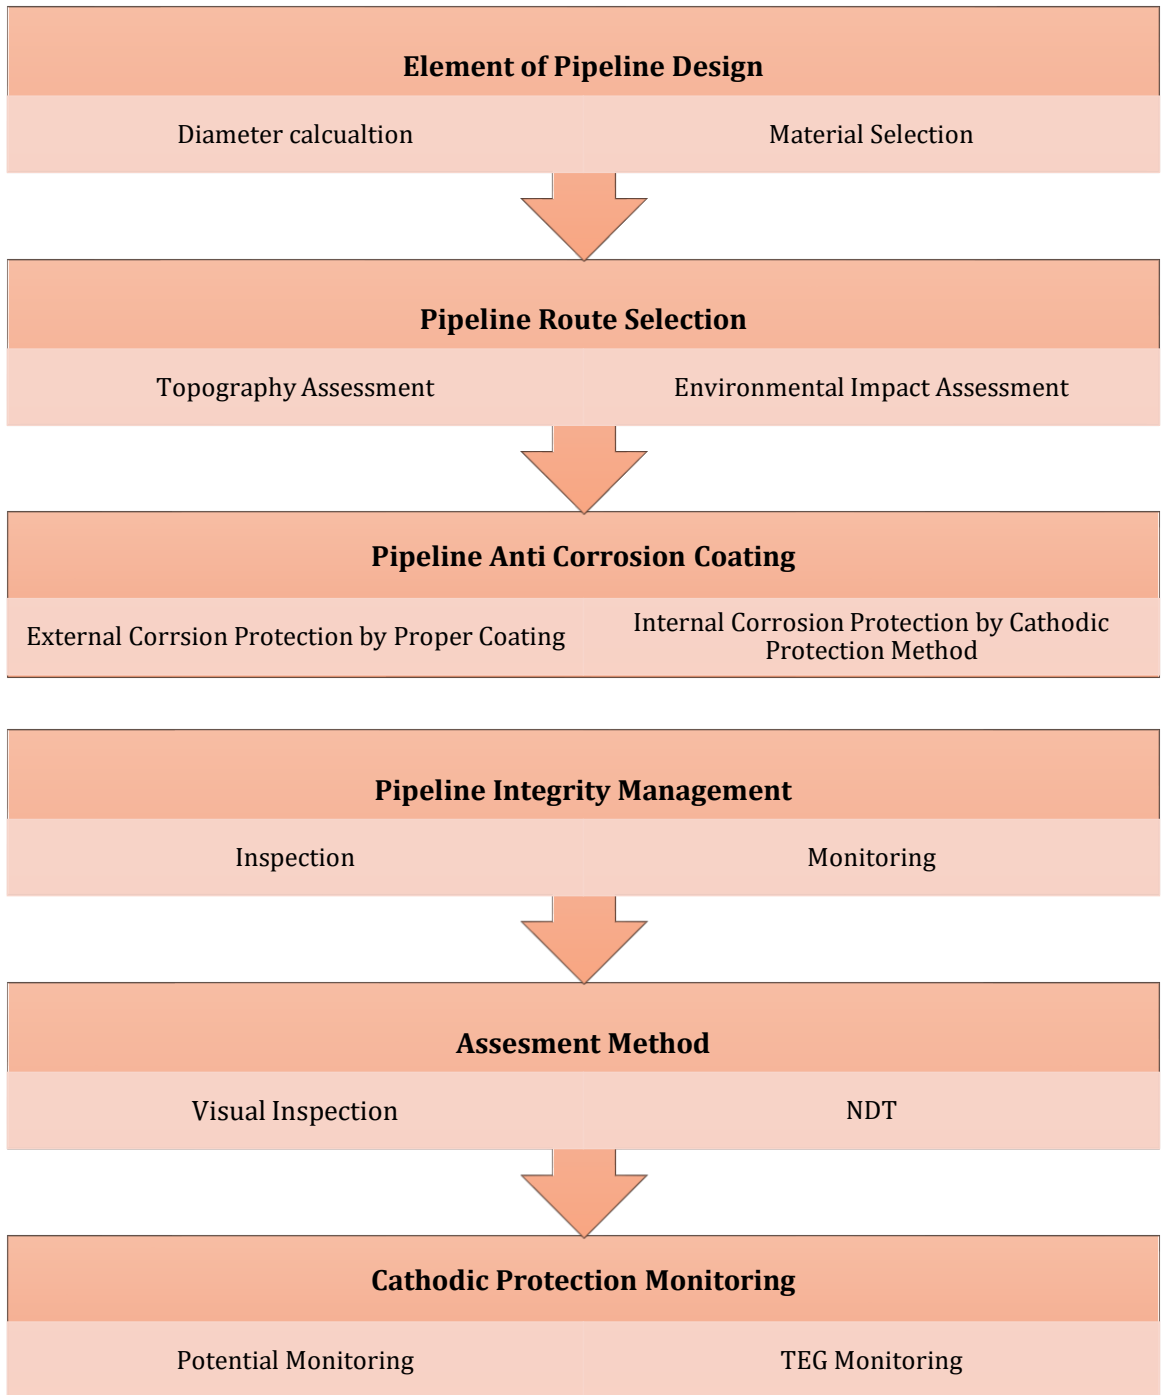 Element of Pipeline Design
Diameter calcualtion
Material Selection
Pipeline Route Selection
Topography Assessment
Environmental Impact Assessment
Pipeline Anti Corrosion Coating
External Corrsion Protection by Proper Coating
Internal Corrosion Protection by Cathodic
Protection Method
Pipeline Integrity Management
Inspection
Monitoring
Assesment Method
Visual Inspection
NDT
Cathodic Protection Monitoring
Potential Monitoring
TEG Monitoring